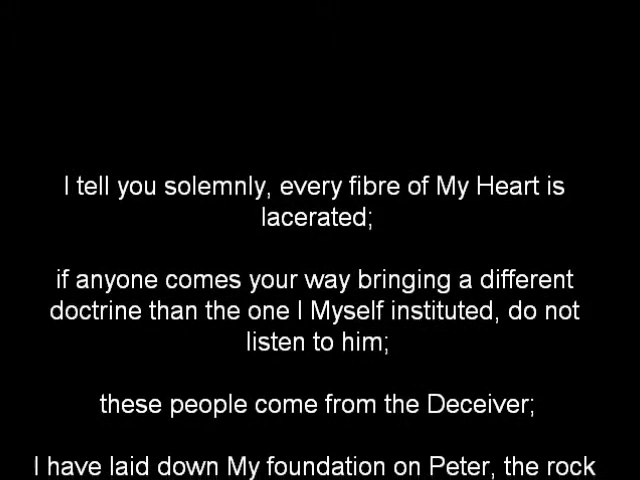 I tell you solemnly, every fibre of My Heart is
lacerated;
if anyone comes your way bringing a different
doctrine than the one I Myself instituted, do not
listen to him;
these people come from the Deceiver;
I have laid down My foundation on Peter, the rock